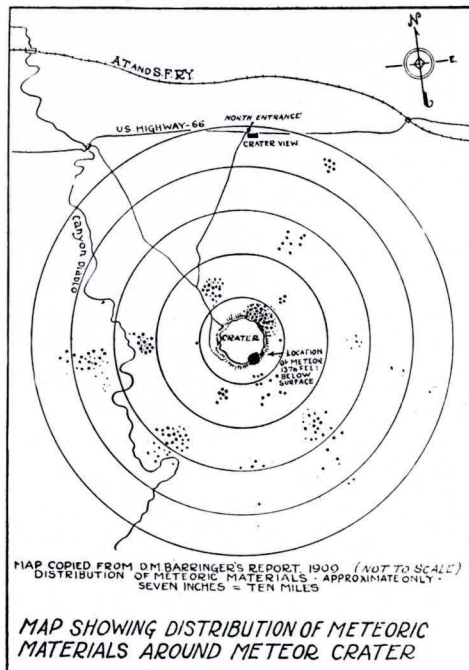 N
E
A.T. AND S.F. RY.
NORTH ENTRANCE
US HIGHWAY-66
CRATER VIEW
CANYON DIABLO
CRATER
LOCATION
OF METEOR
1376 FEET
BELOW
SURFACE
MAP COPIED FROM D.M. BARRINGER'S REPORT, 1909 (NOT TO SCALE)
DISTRIBUTION OF METEORIC MATERIALS - APPROXIMATE ONLY -
SEVEN INCHES = TEN MILES
MAP SHOWING DISTRIBUTION OF METEORIC
MATERIALS AROUND METEOR CRATER